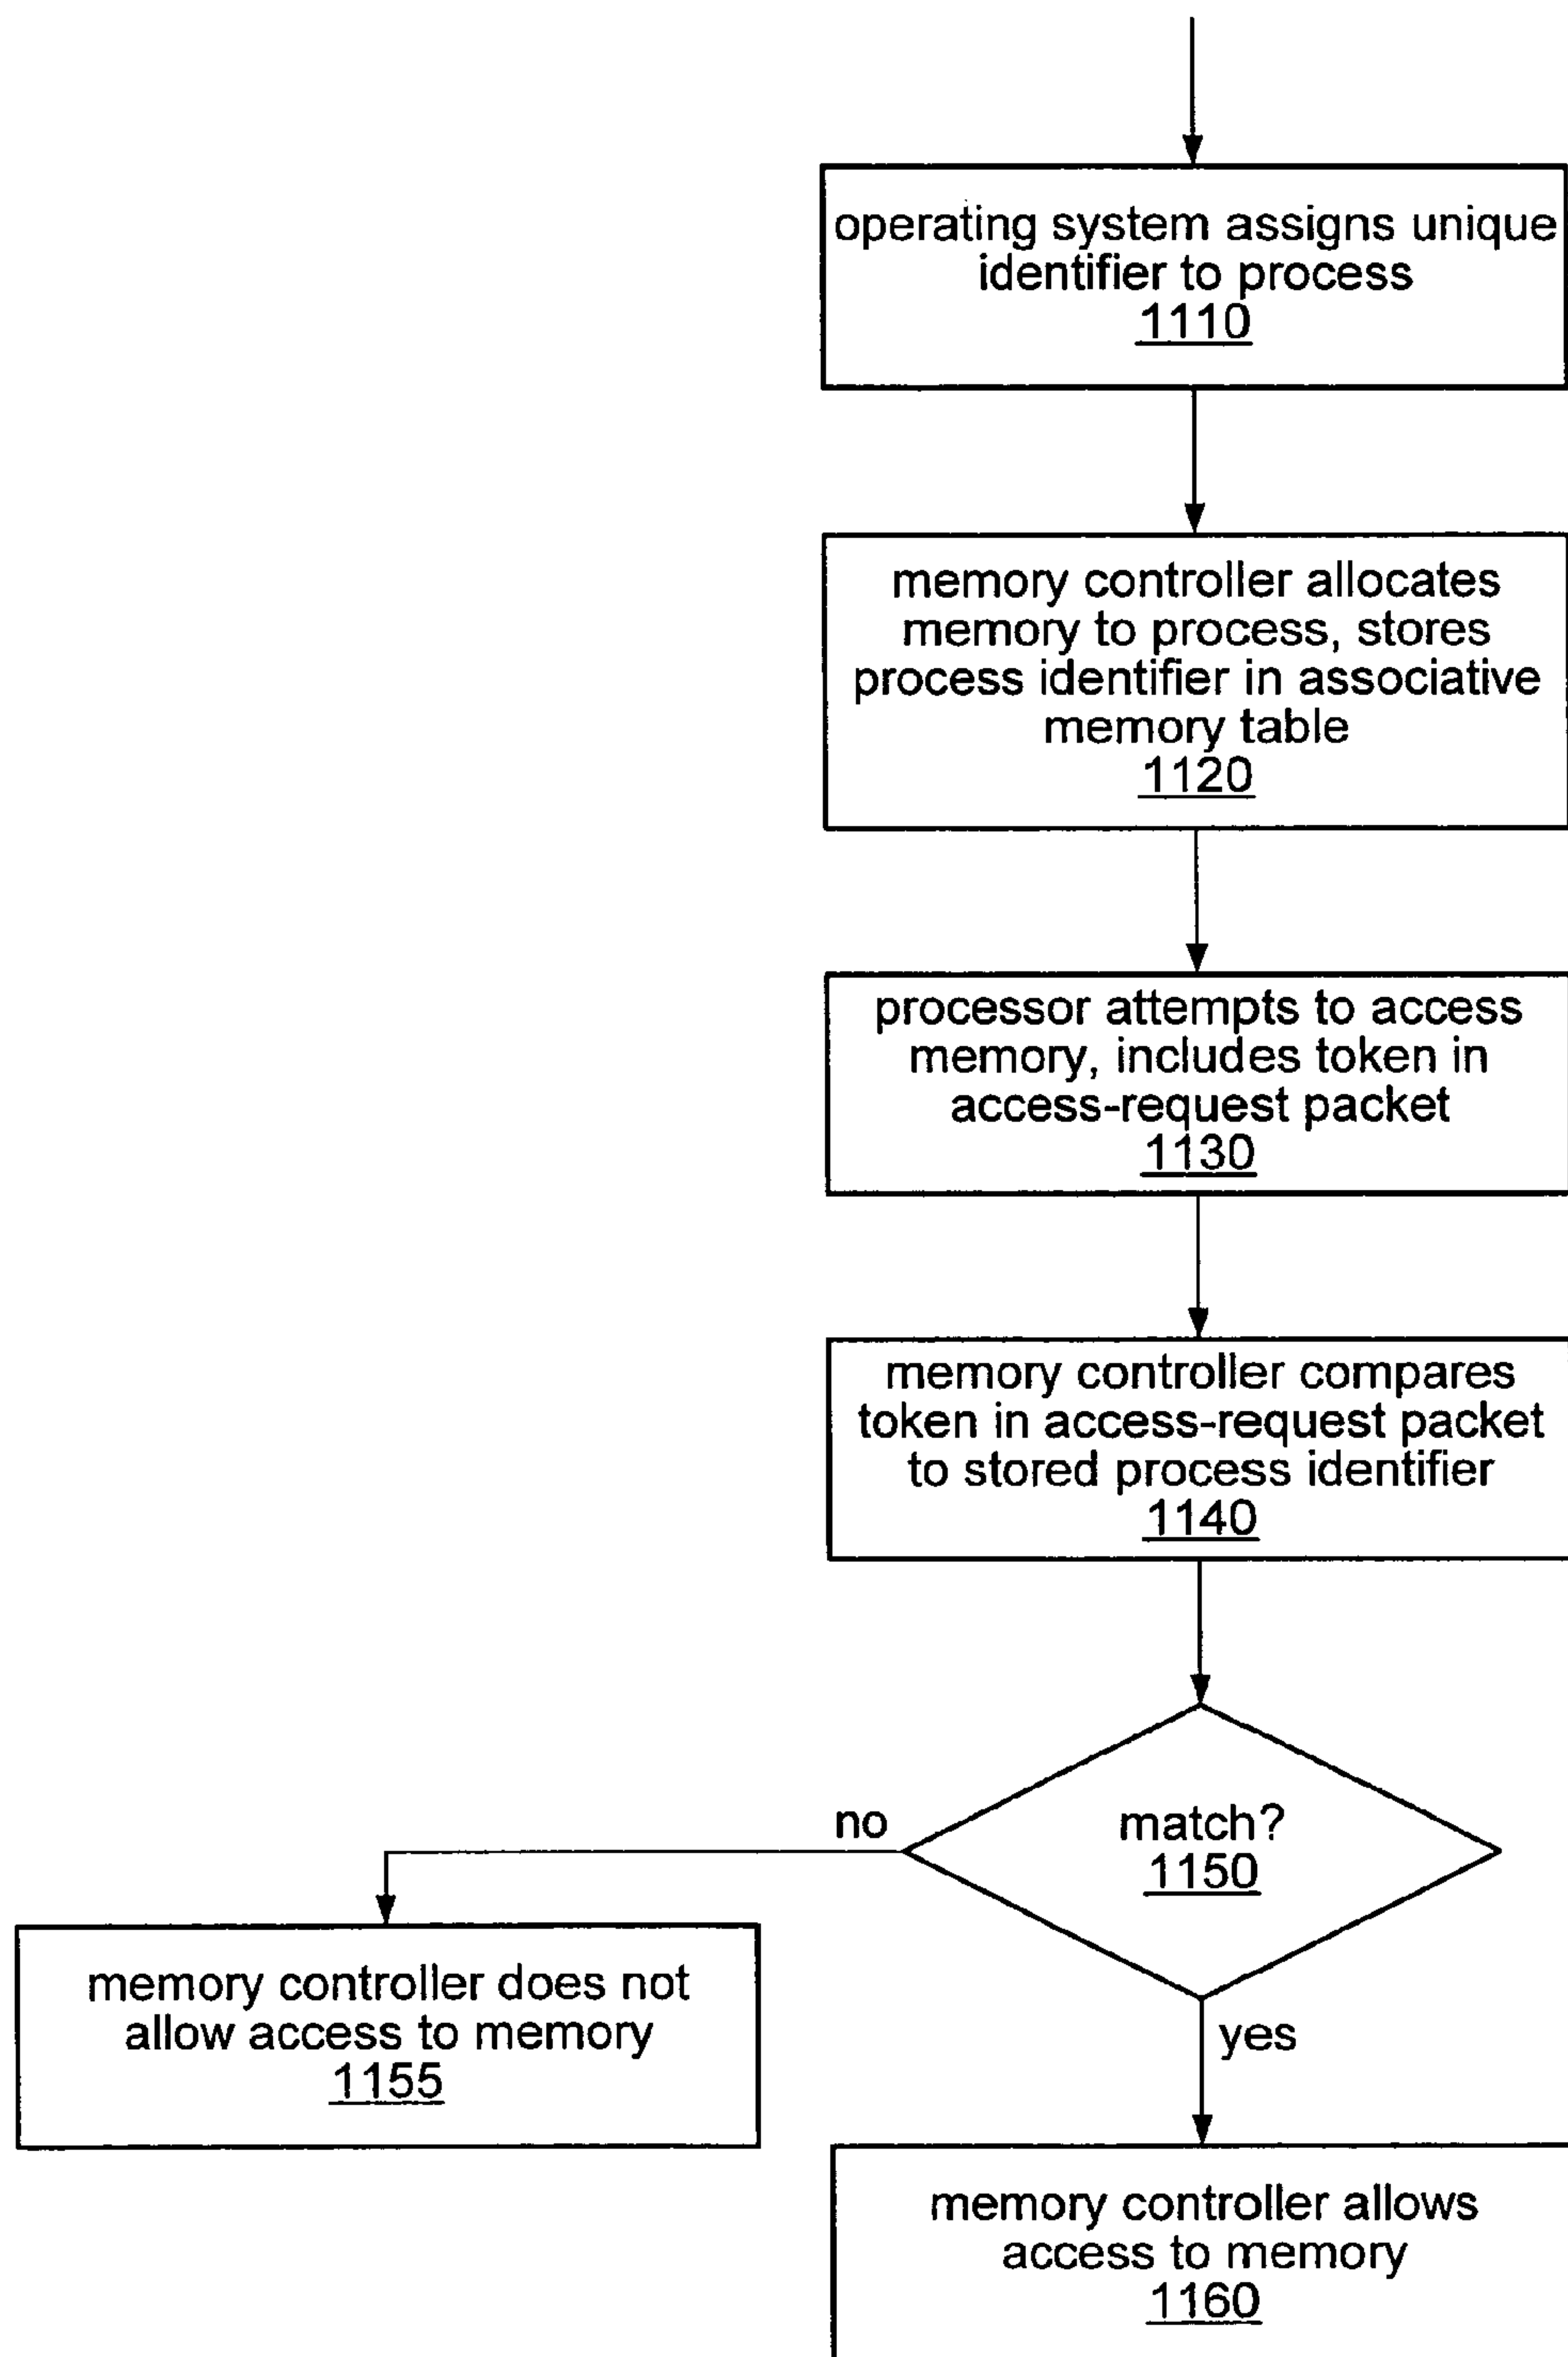 operating system assigns unique
identifier to process
1110
memory controller allocates
memory to process, stores
process identifier in associative
memory table
1120
processor attempts to access
memory, includes token in
access-request packet
1130
memory controller compares
token in access-request packet
to stored process identifier
1140
match?
1150
no
yes
memory controller does not
allow access to memory
1155
memory controller allows
access to memory
1160